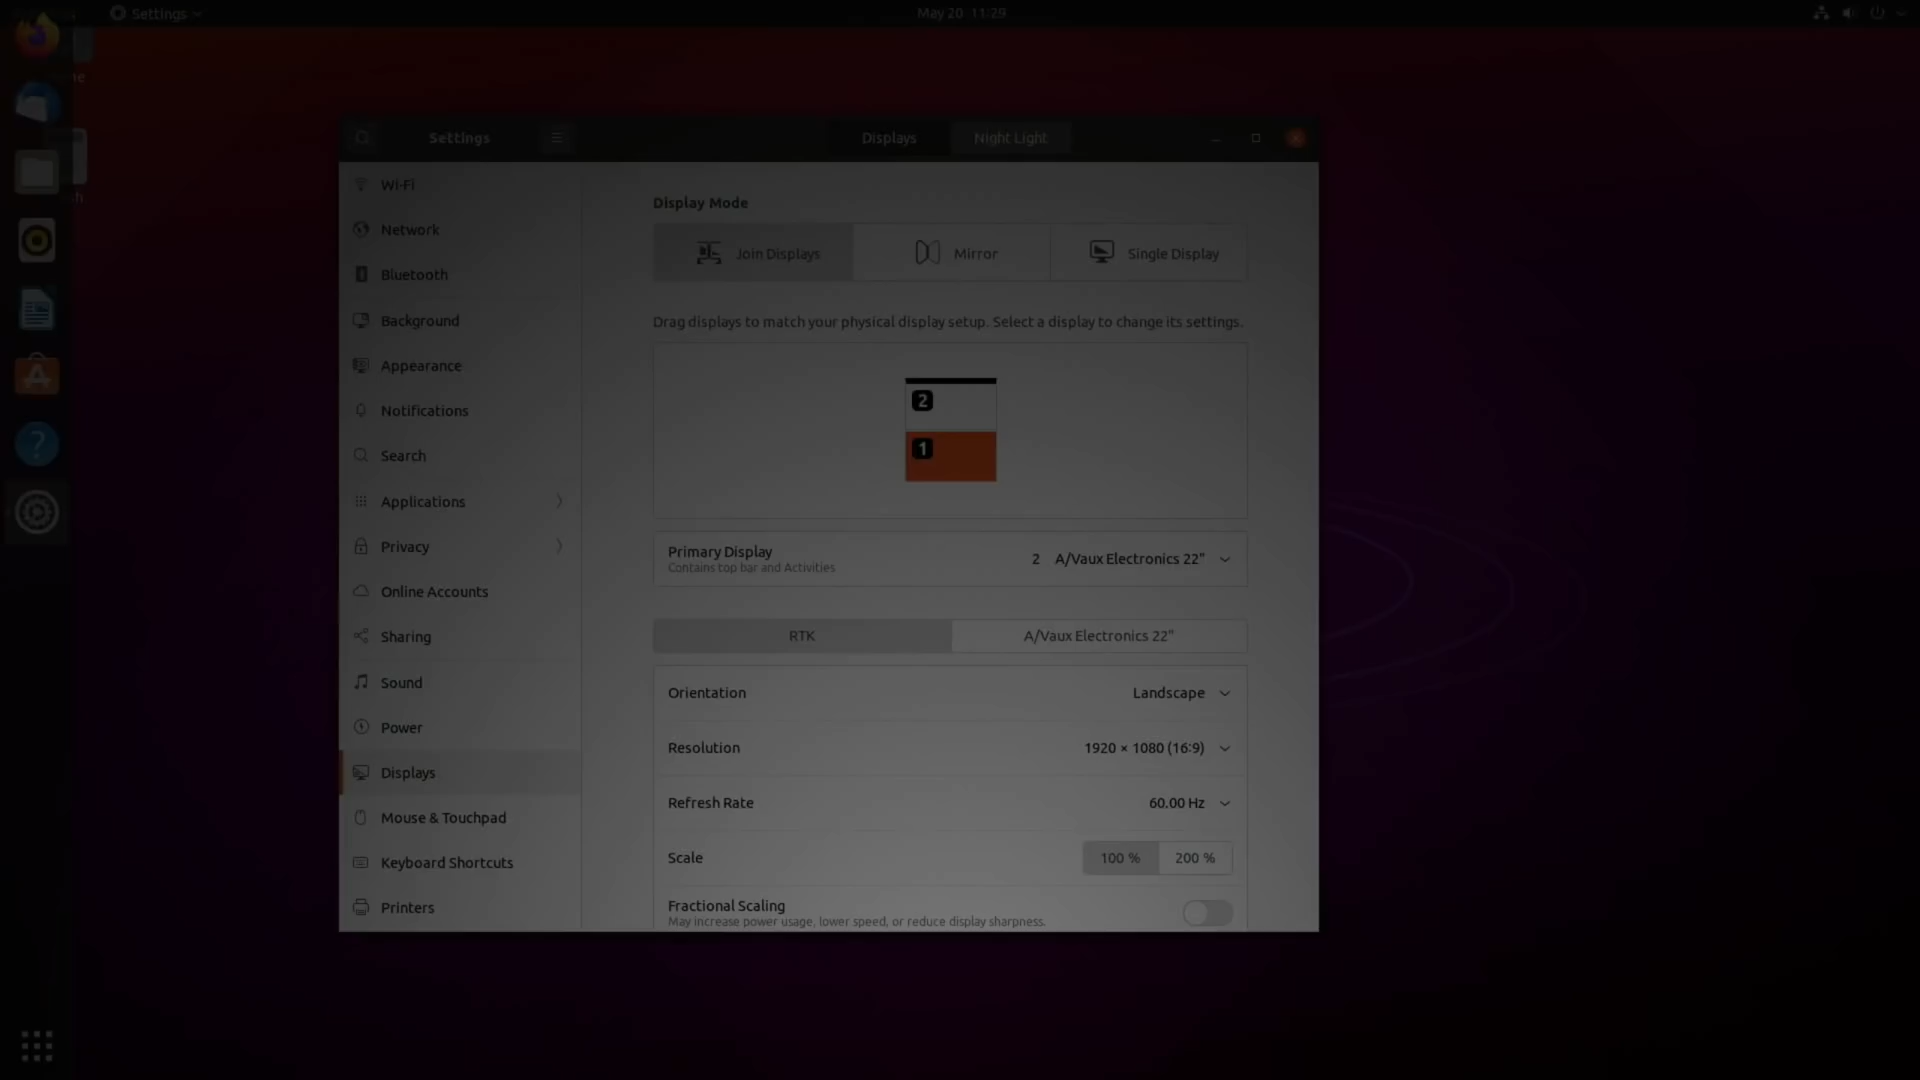 Settings
May 20 11:29
Settings
Displays
Night Light
Wi-Fi
Network
Bluetooth
Background
Appearance
Notifications
Search
Applications
Privacy
Online Accounts
Sharing
Sound
Power
Displays
Mouse & Touchpad
Keyboard Shortcuts
Printers
Display Mode
Join Displays
Mirror
Single Display
Drag displays to match your physical display setup. Select a display to change its settings.
2
1
Primary Display
Contains top bar and Activities
2 A/Vaux Electronics 22"
RTK
A/Vaux Electronics 22"
Orientation
Landscape
Resolution
1920 × 1080 (16:9)
Refresh Rate
60.00 Hz
Scale
100 %
200 %
Fractional Scaling
May increase power usage, lower speed, or reduce display sharpness.